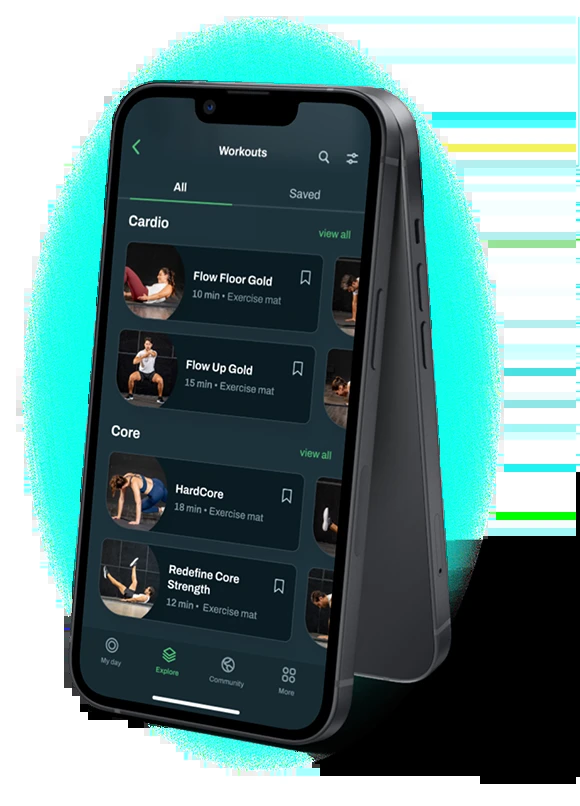 Workouts
All Saved
Cardio view all
Flow Floor Gold
10 min • Exercise mat
Flow Up Gold
15 min • Exercise mat
Core view all
HardCore
18 min • Exercise mat
Redefine Core
Strength
12 min • Exercise mat
My day Explore Community More